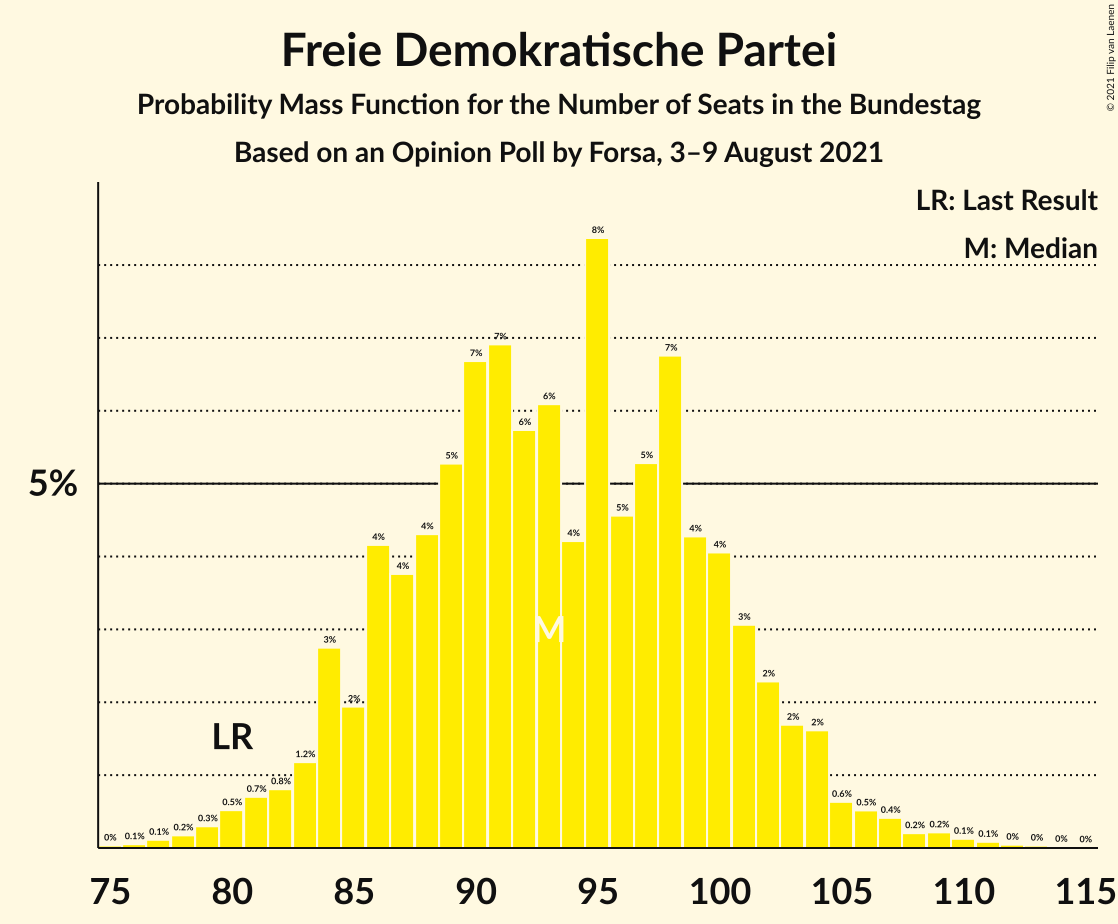 Freie Demokratische Partei
Probability Mass Function for the Number of Seats in the Bundestag
Based on an Opinion Poll by Forsa, 3–9 August 2021
© 2021 Filip van Laenen
LR: Last Result
M: Median
5%
LR
M
0% 0.1% 0.1% 0.2% 0.3% 0.5% 0.7% 0.8% 1.2% 3% 2% 4% 4% 4% 5% 7% 7% 6% 6% 4% 8% 5% 5% 7% 4% 4% 3% 2% 2% 2% 0.6% 0.5% 0.4% 0.2% 0.2% 0.1% 0.1% 0% 0% 0% 0%
75 80 85 90 95 100 105 110 115